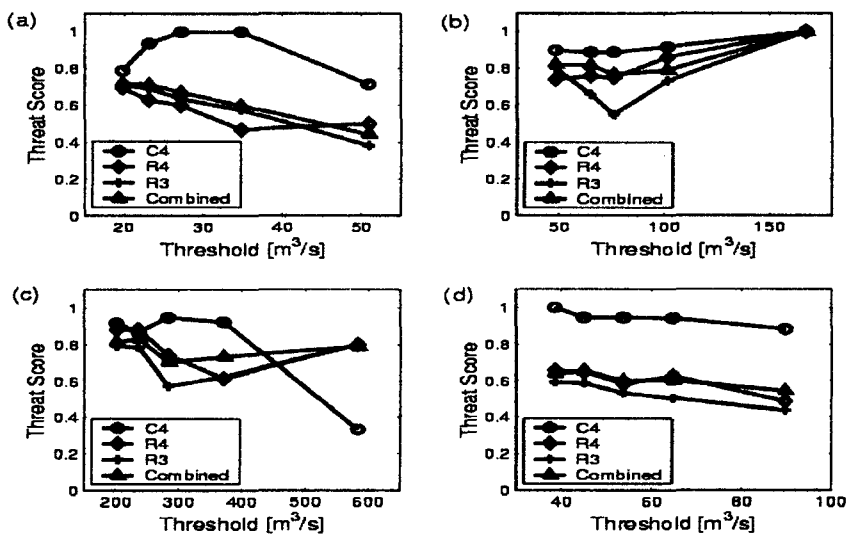 (a)
1
0.8
0.6
0.4
0.2
0
Threat Score
C4
R4
R3
Combined
20 30 40 50
Threshold [m³/s]
(b)
1
0.8
0.6
0.4
0.2
0
Threat Score
C4
R4
R3
Combined
50 100 150
Threshold [m³/s]
(c)
1
0.8
0.6
0.4
0.2
0
Threat Score
C4
R4
R3
Combined
200 300 400 500 600
Threshold [m³/s]
(d)
1
0.8
0.6
0.4
0.2
0
Threat Score
C4
R4
R3
Combined
40 60 80 100
Threshold [m³/s]